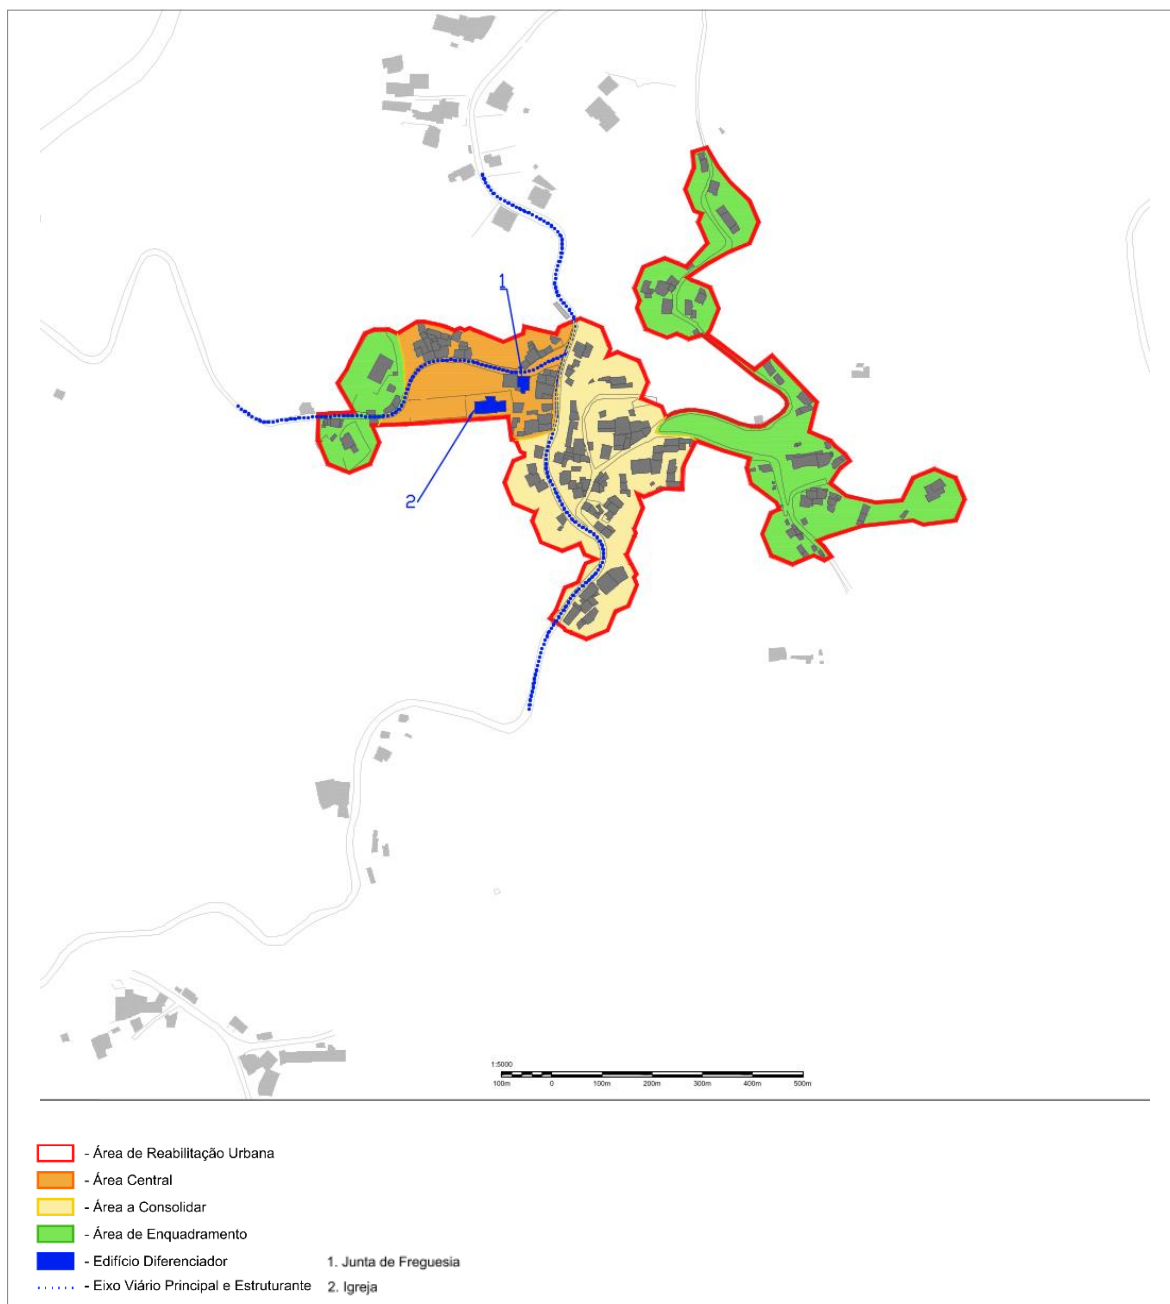 1
2
1:5000
100m 0 100m 200m 300m 400m 500m
- Área de Reabilitação Urbana
- Área Central
- Área a Consolidar
- Área de Enquadramento
- Edifício Diferenciador 1. Junta de Freguesia
- Eixo Viário Principal e Estruturante 2. Igreja